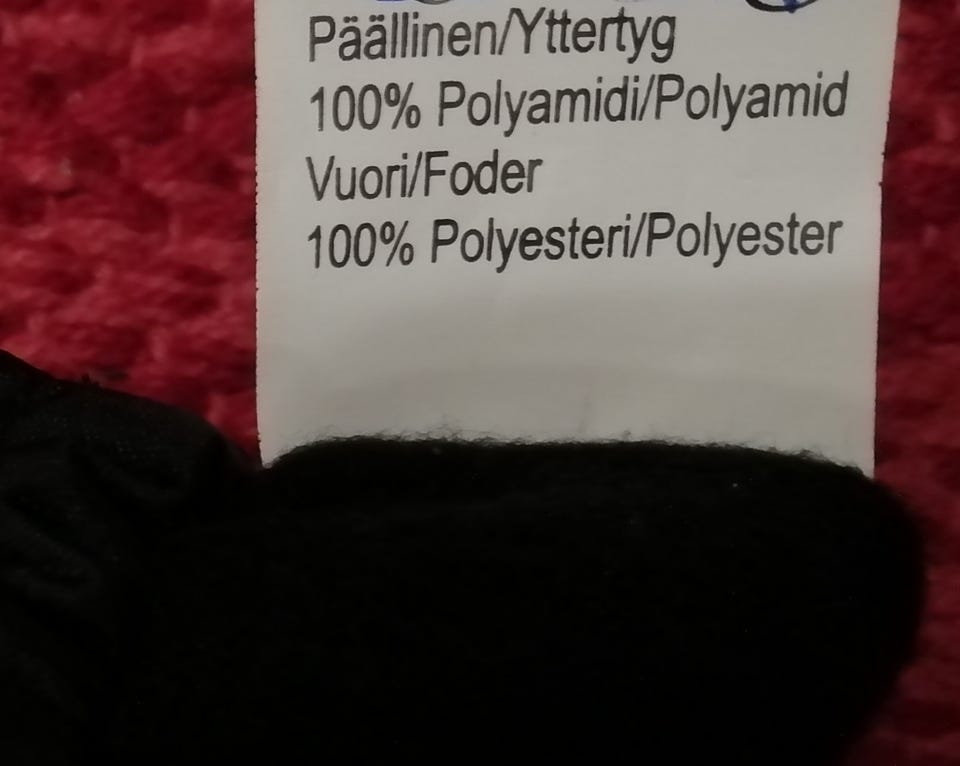 Päällinen/Yttertyg
100% Polyamidi/Polyamid
Vuori/Foder
100% Polyesteri/Polyester